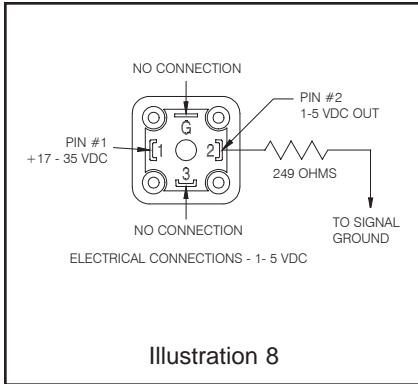 NO CONNECTION
PIN #2
1-5 VDC OUT
PIN #1
+17 - 35 VDC
G
1
2
3
249 OHMS
TO SIGNAL
GROUND
NO CONNECTION
ELECTRICAL CONNECTIONS - 1- 5 VDC
Illustration 8